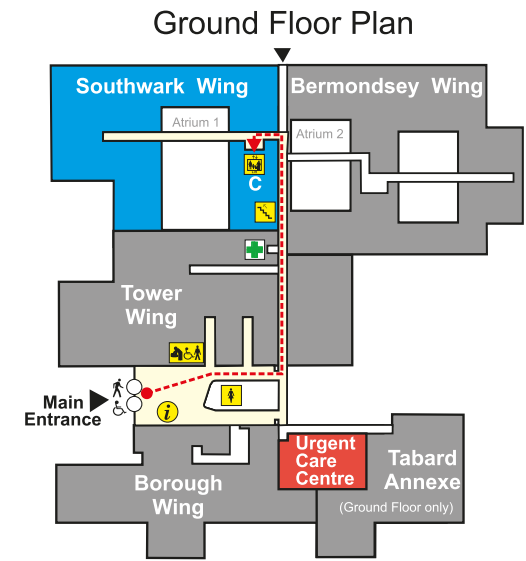 Ground Floor Plan
Southwark Wing
Bermondsey Wing
Atrium 1
Atrium 2
C
Tower
Wing
Main
Entrance
i
Urgent
Care
Centre
Tabard
Annexe
(Ground Floor only)
Borough
Wing